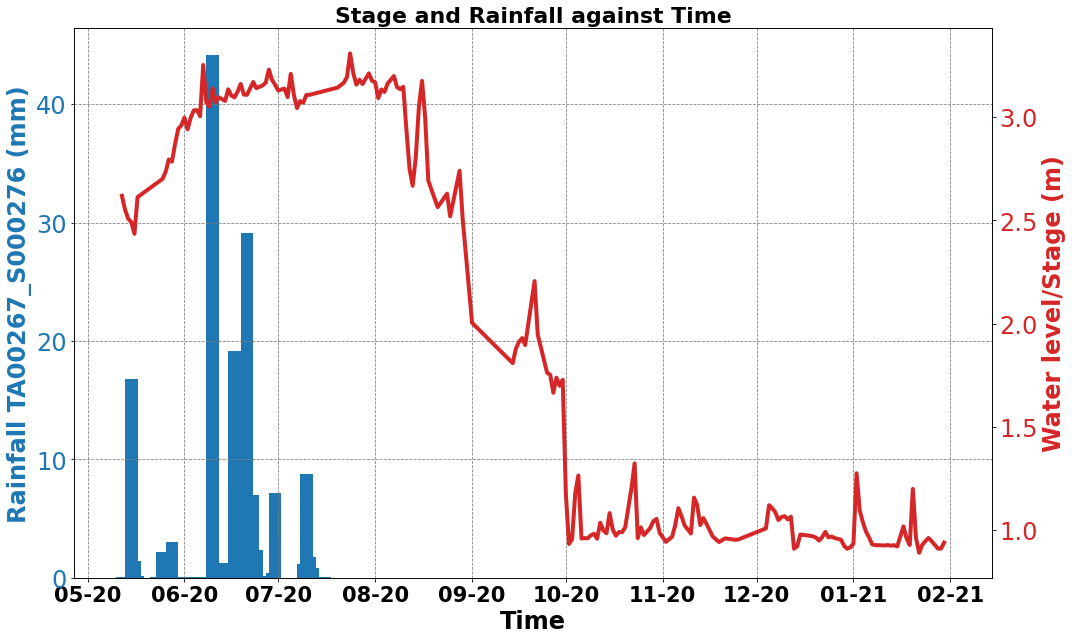 Stage and Rainfall against Time
Rainfall TA00267_S000276 (mm)
40
30
20
10
0
3.0
2.5
2.0
1.5
1.0
Water level/Stage (m)
05-20 06-20 07-20 08-20 09-20 10-20 11-20 12-20 01-21 02-21
Time